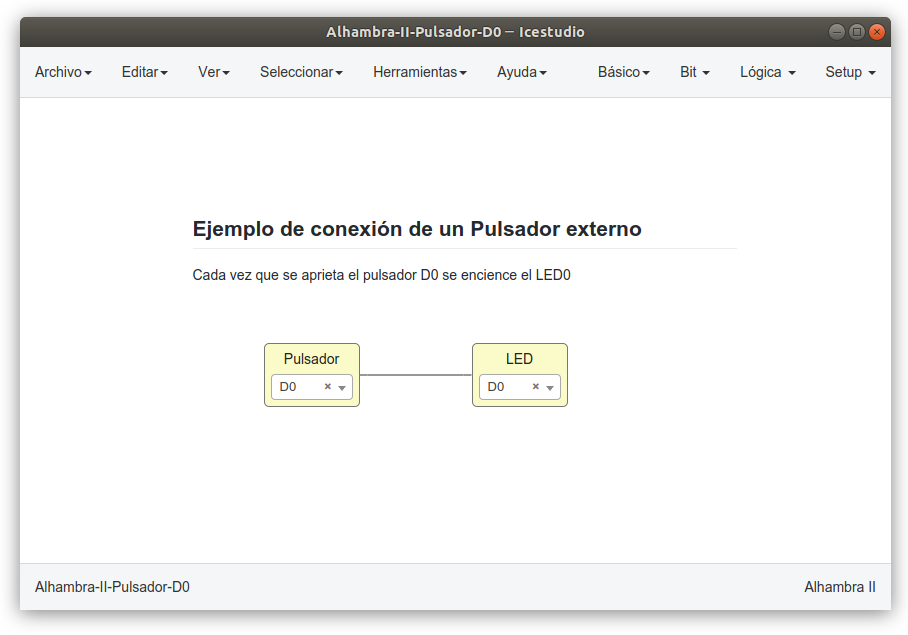 Alhambra-II-Pulsador-D0 — Icestudio
Archivo Editar Ver Seleccionar Herramientas Ayuda Básico Bit Lógica Setup
Ejemplo de conexión de un Pulsador externo
Cada vez que se aprieta el pulsador D0 se encience el LED0
Pulsador LED
D0 × D0 ×
Alhambra-II-Pulsador-D0 Alhambra II